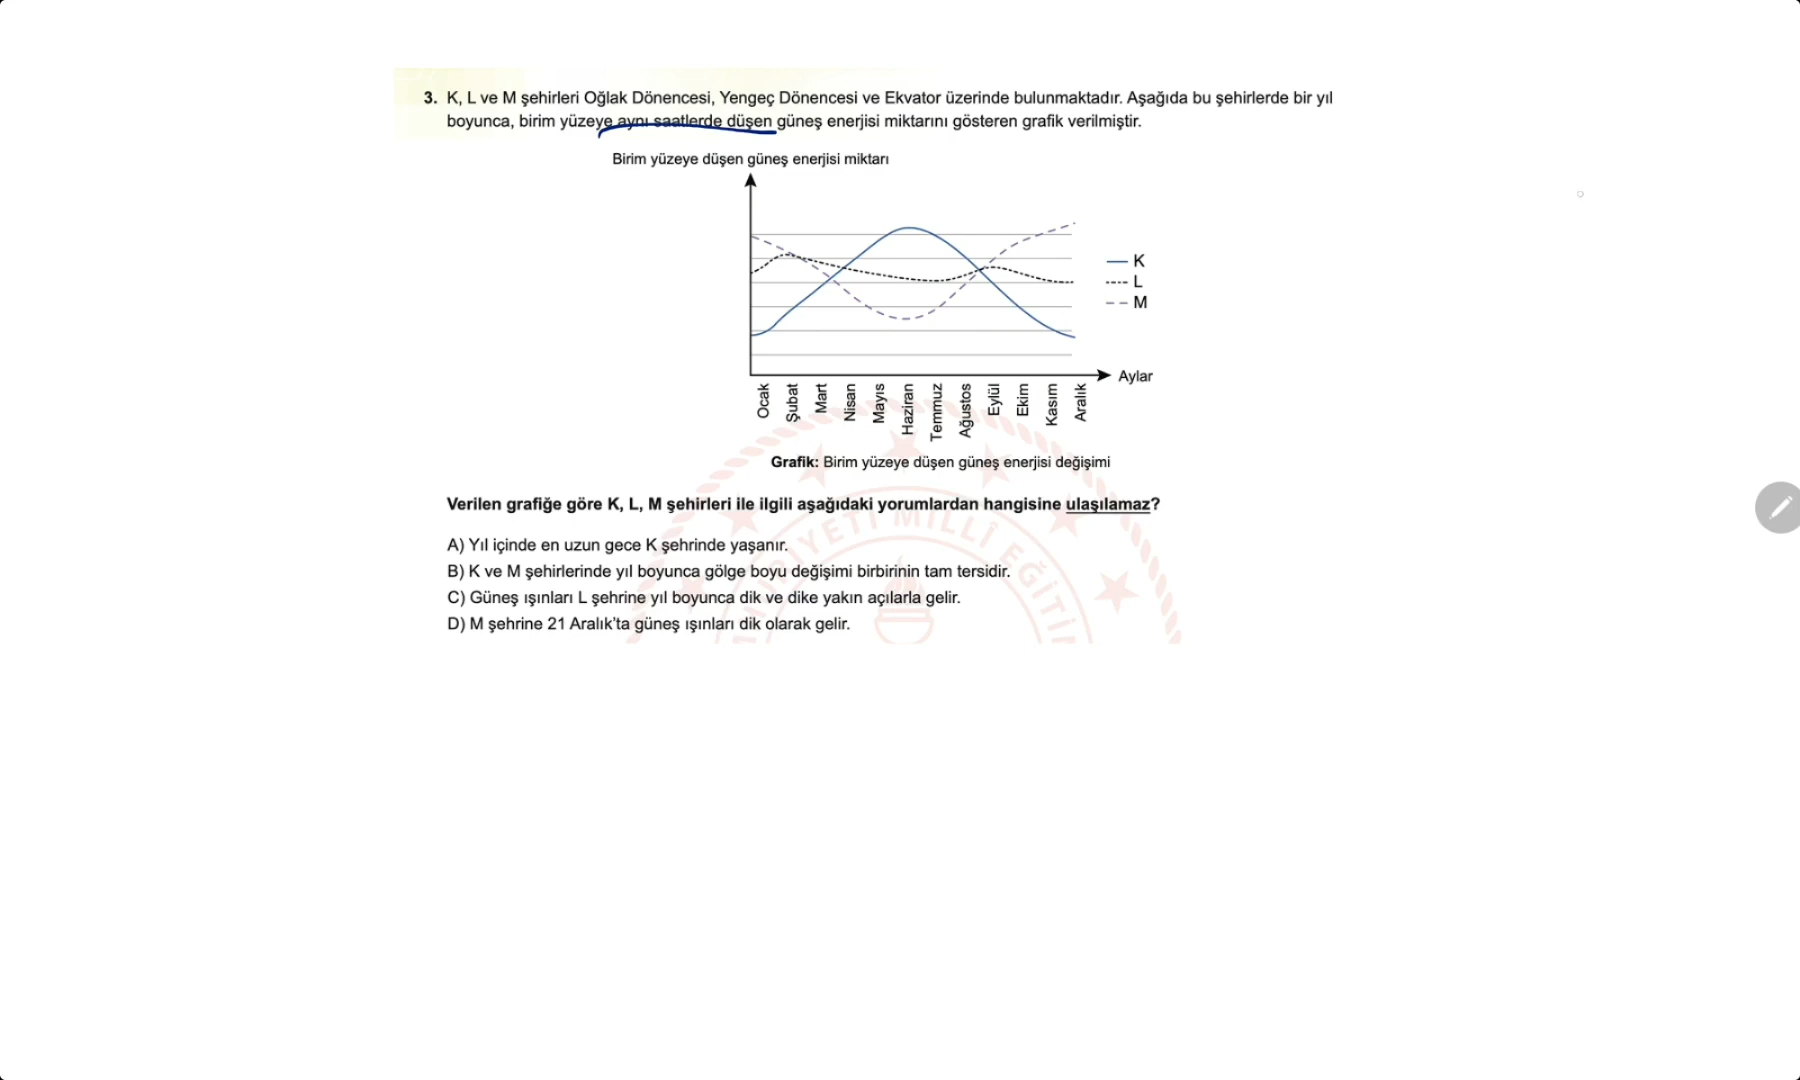 3. K, L ve M şehirleri Oğlak Dönencesi, Yengeç Dönencesi ve Ekvator üzerinde bulunmaktadır. Aşağıda bu şehirlerde bir yıl
boyunca, birim yüzeye aynı saatlerde düşen güneş enerjisi miktarını gösteren grafik verilmiştir.
Birim yüzeye düşen güneş enerjisi miktarı
K
L
M
Aylar
Ocak
Şubat
Mart
Nisan
Mayıs
Haziran
Temmuz
Ağustos
Eylül
Ekim
Kasım
Aralık
Grafik: Birim yüzeye düşen güneş enerjisi değişimi
Verilen grafiğe göre K, L, M şehirleri ile ilgili aşağıdaki yorumlardan hangisine ulaşılamaz?
A) Yıl içinde en uzun gece K şehrinde yaşanır.
B) K ve M şehirlerinde yıl boyunca gölge boyu değişimi birbirinin tam tersidir.
C) Güneş ışınları L şehrine yıl boyunca dik ve dike yakın açılarla gelir.
D) M şehrine 21 Aralık'ta güneş ışınları dik olarak gelir.